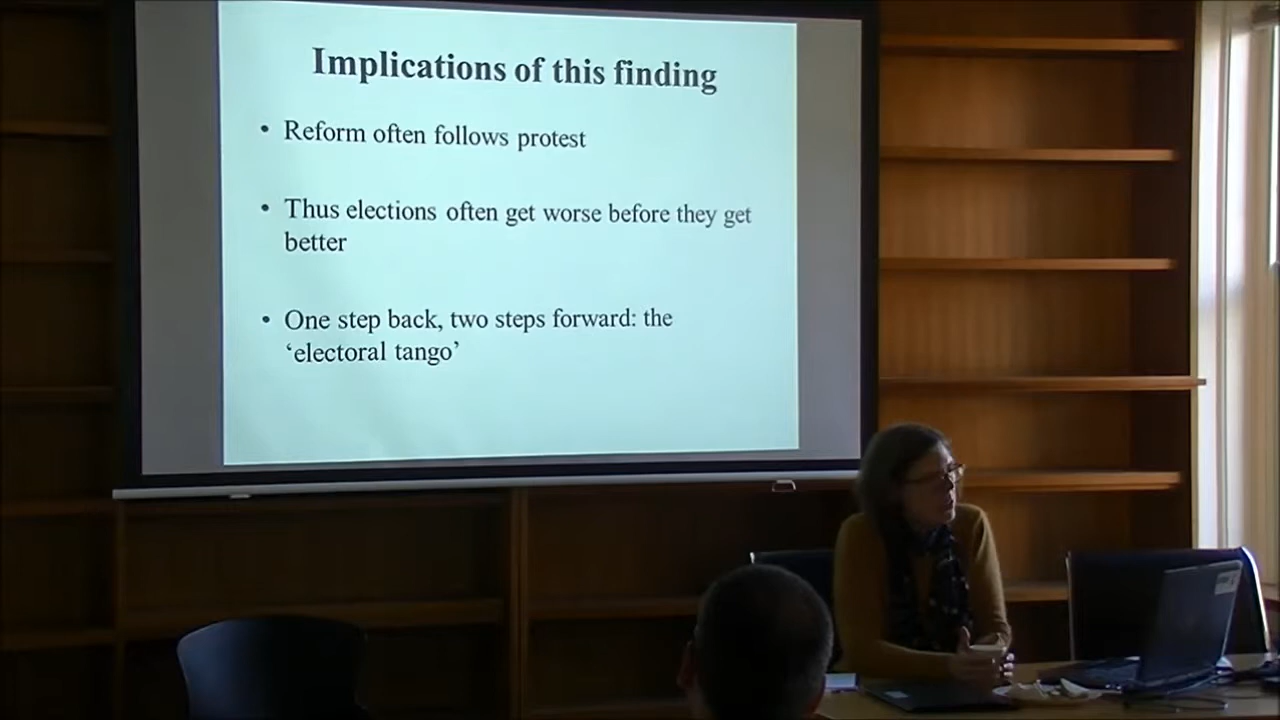 Implications of this finding
• Reform often follows protest
• Thus elections often get worse before they get
better
• One step back, two steps forward: the
‘electoral tango’